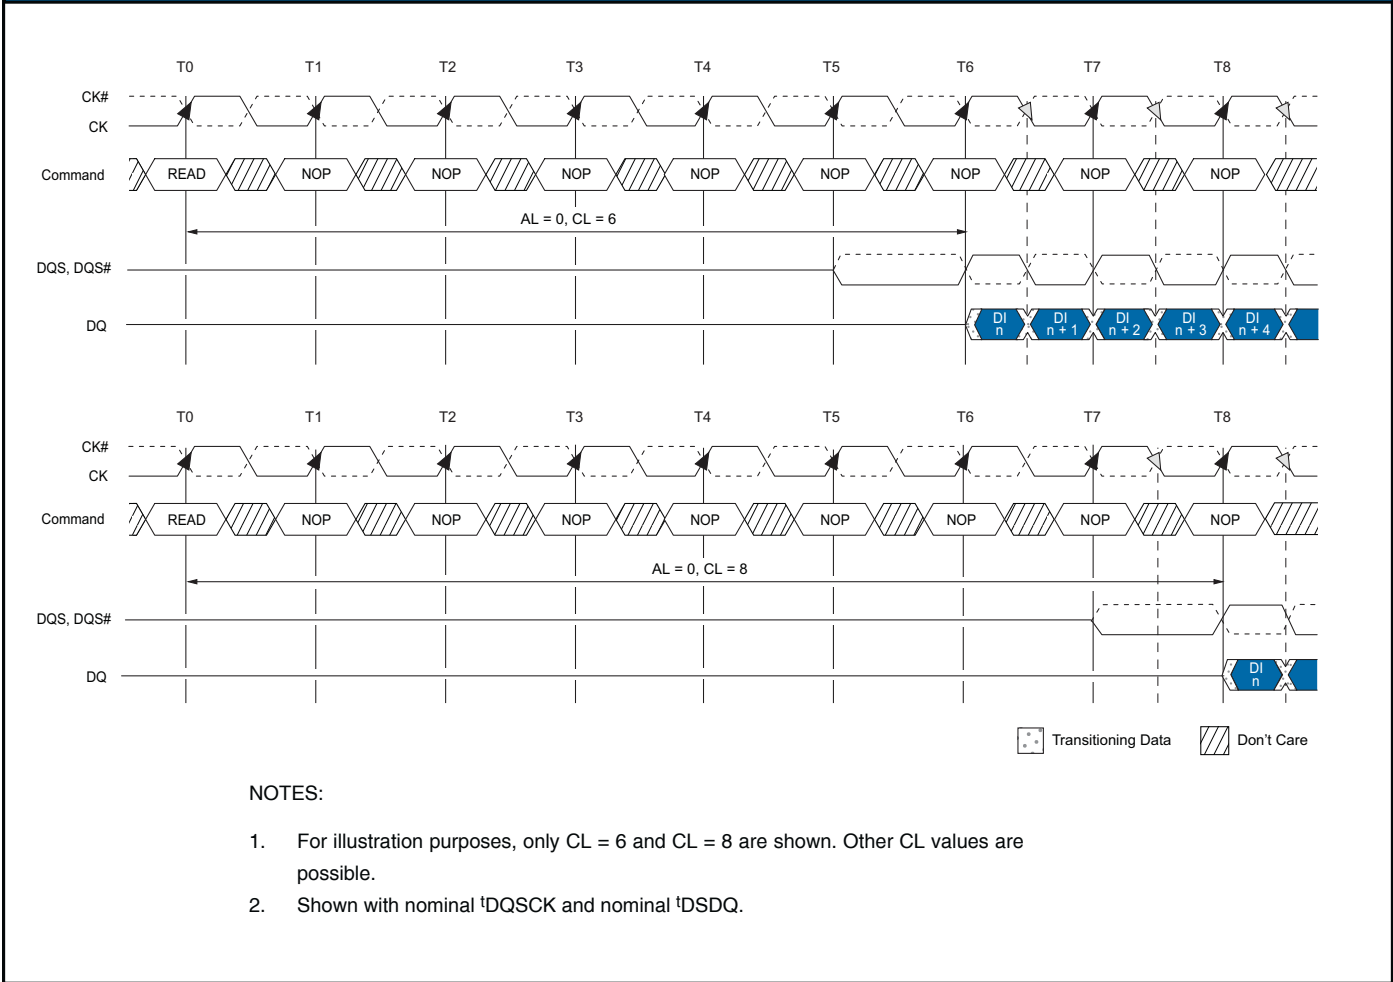 T0 T1 T2 T3 T4 T5 T6 T7 T8
CK#
CK
Command READ NOP NOP NOP NOP NOP NOP NOP NOP
AL = 0, CL = 6
DQS, DQS#
DQ DI n DI n + 1 DI n + 2 DI n + 3 DI n + 4
T0 T1 T2 T3 T4 T5 T6 T7 T8
CK#
CK
Command READ NOP NOP NOP NOP NOP NOP NOP NOP
AL = 0, CL = 8
DQS, DQS#
DQ DI n
Transitioning Data Don't Care
NOTES:
1. For illustration purposes, only CL = 6 and CL = 8 are shown. Other CL values are
possible.
2. Shown with nominal tDQSCK and nominal tDSDQ.